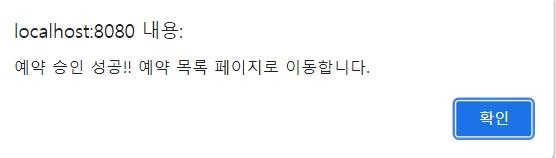 localhost:8080 내용:
예약 승인 성공!! 예약 목록 페이지로 이동합니다.
확인